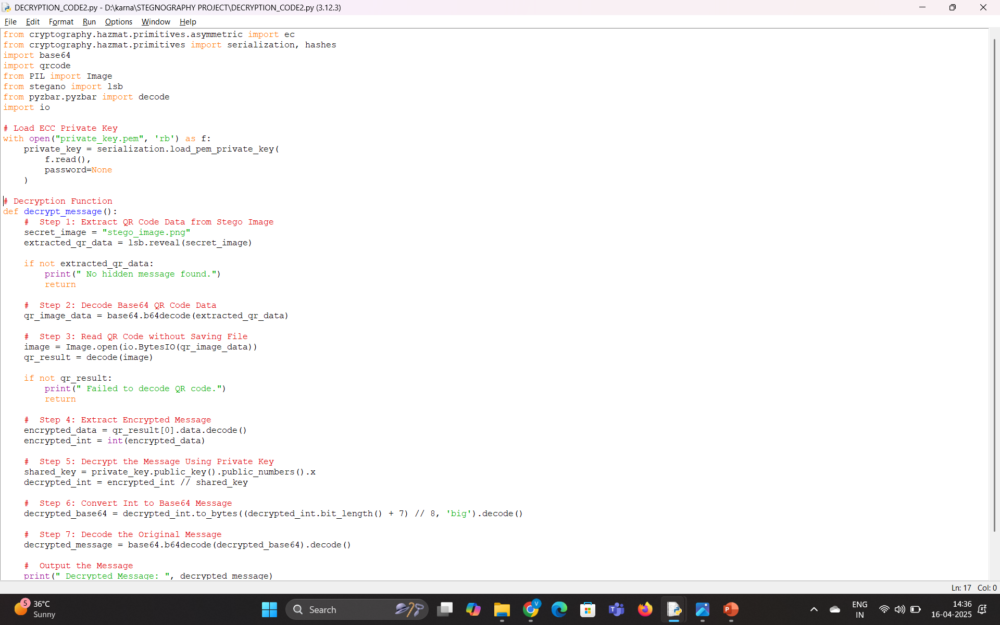 DECRYPTION_CODE2.py - D:\karna\STEGNOGRAPHY PROJECT\DECRYPTION_CODE2.py (3.12.3)
File Edit Format Run Options Window Help
from cryptography.hazmat.primitives.asymmetric import ec
from cryptography.hazmat.primitives import serialization, hashes
import base64
import qrcode
from PIL import Image
from stegano import lsb
from pyzbar.pyzbar import decode
import io

# Load ECC Private Key
with open("private_key.pem", 'rb') as f:
    private_key = serialization.load_pem_private_key(
        f.read(),
        password=None
    )

# Decryption Function
def decrypt_message():
    #  Step 1: Extract QR Code Data from Stego Image
    secret_image = "stego_image.png"
    extracted_qr_data = lsb.reveal(secret_image)

    if not extracted_qr_data:
        print(" No hidden message found.")
        return

    #  Step 2: Decode Base64 QR Code Data
    qr_image_data = base64.b64decode(extracted_qr_data)

    #  Step 3: Read QR Code without Saving File
    image = Image.open(io.BytesIO(qr_image_data))
    qr_result = decode(image)

    if not qr_result:
        print(" Failed to decode QR code.")
        return

    #  Step 4: Extract Encrypted Message
    encrypted_data = qr_result[0].data.decode()
    encrypted_int = int(encrypted_data)

    #  Step 5: Decrypt the Message Using Private Key
    shared_key = private_key.public_key().public_numbers().x
    decrypted_int = encrypted_int // shared_key

    #  Step 6: Convert Int to Base64 Message
    decrypted_base64 = decrypted_int.to_bytes((decrypted_int.bit_length() + 7) // 8, 'big').decode()

    #  Step 7: Decode the Original Message
    decrypted_message = base64.b64decode(decrypted_base64).decode()

    #  Output the Message
    print(" Decrypted Message: ", decrypted_message)
Ln: 17 Col: 0
5
36°C
Sunny
Search
V
T
P
ENG
IN
14:36
16-04-2025